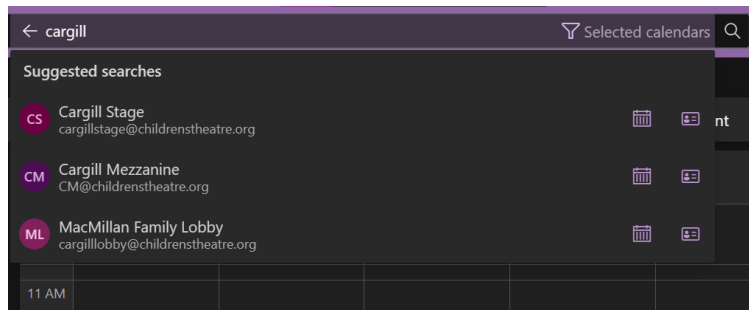 cargill
Selected calendars
Suggested searches
CS
Cargill Stage
cargillstage@childrenstheatre.org
nt
CM
Cargill Mezzanine
CM@childrenstheatre.org
ML
MacMillan Family Lobby
cargilllobby@childrenstheatre.org
11 AM